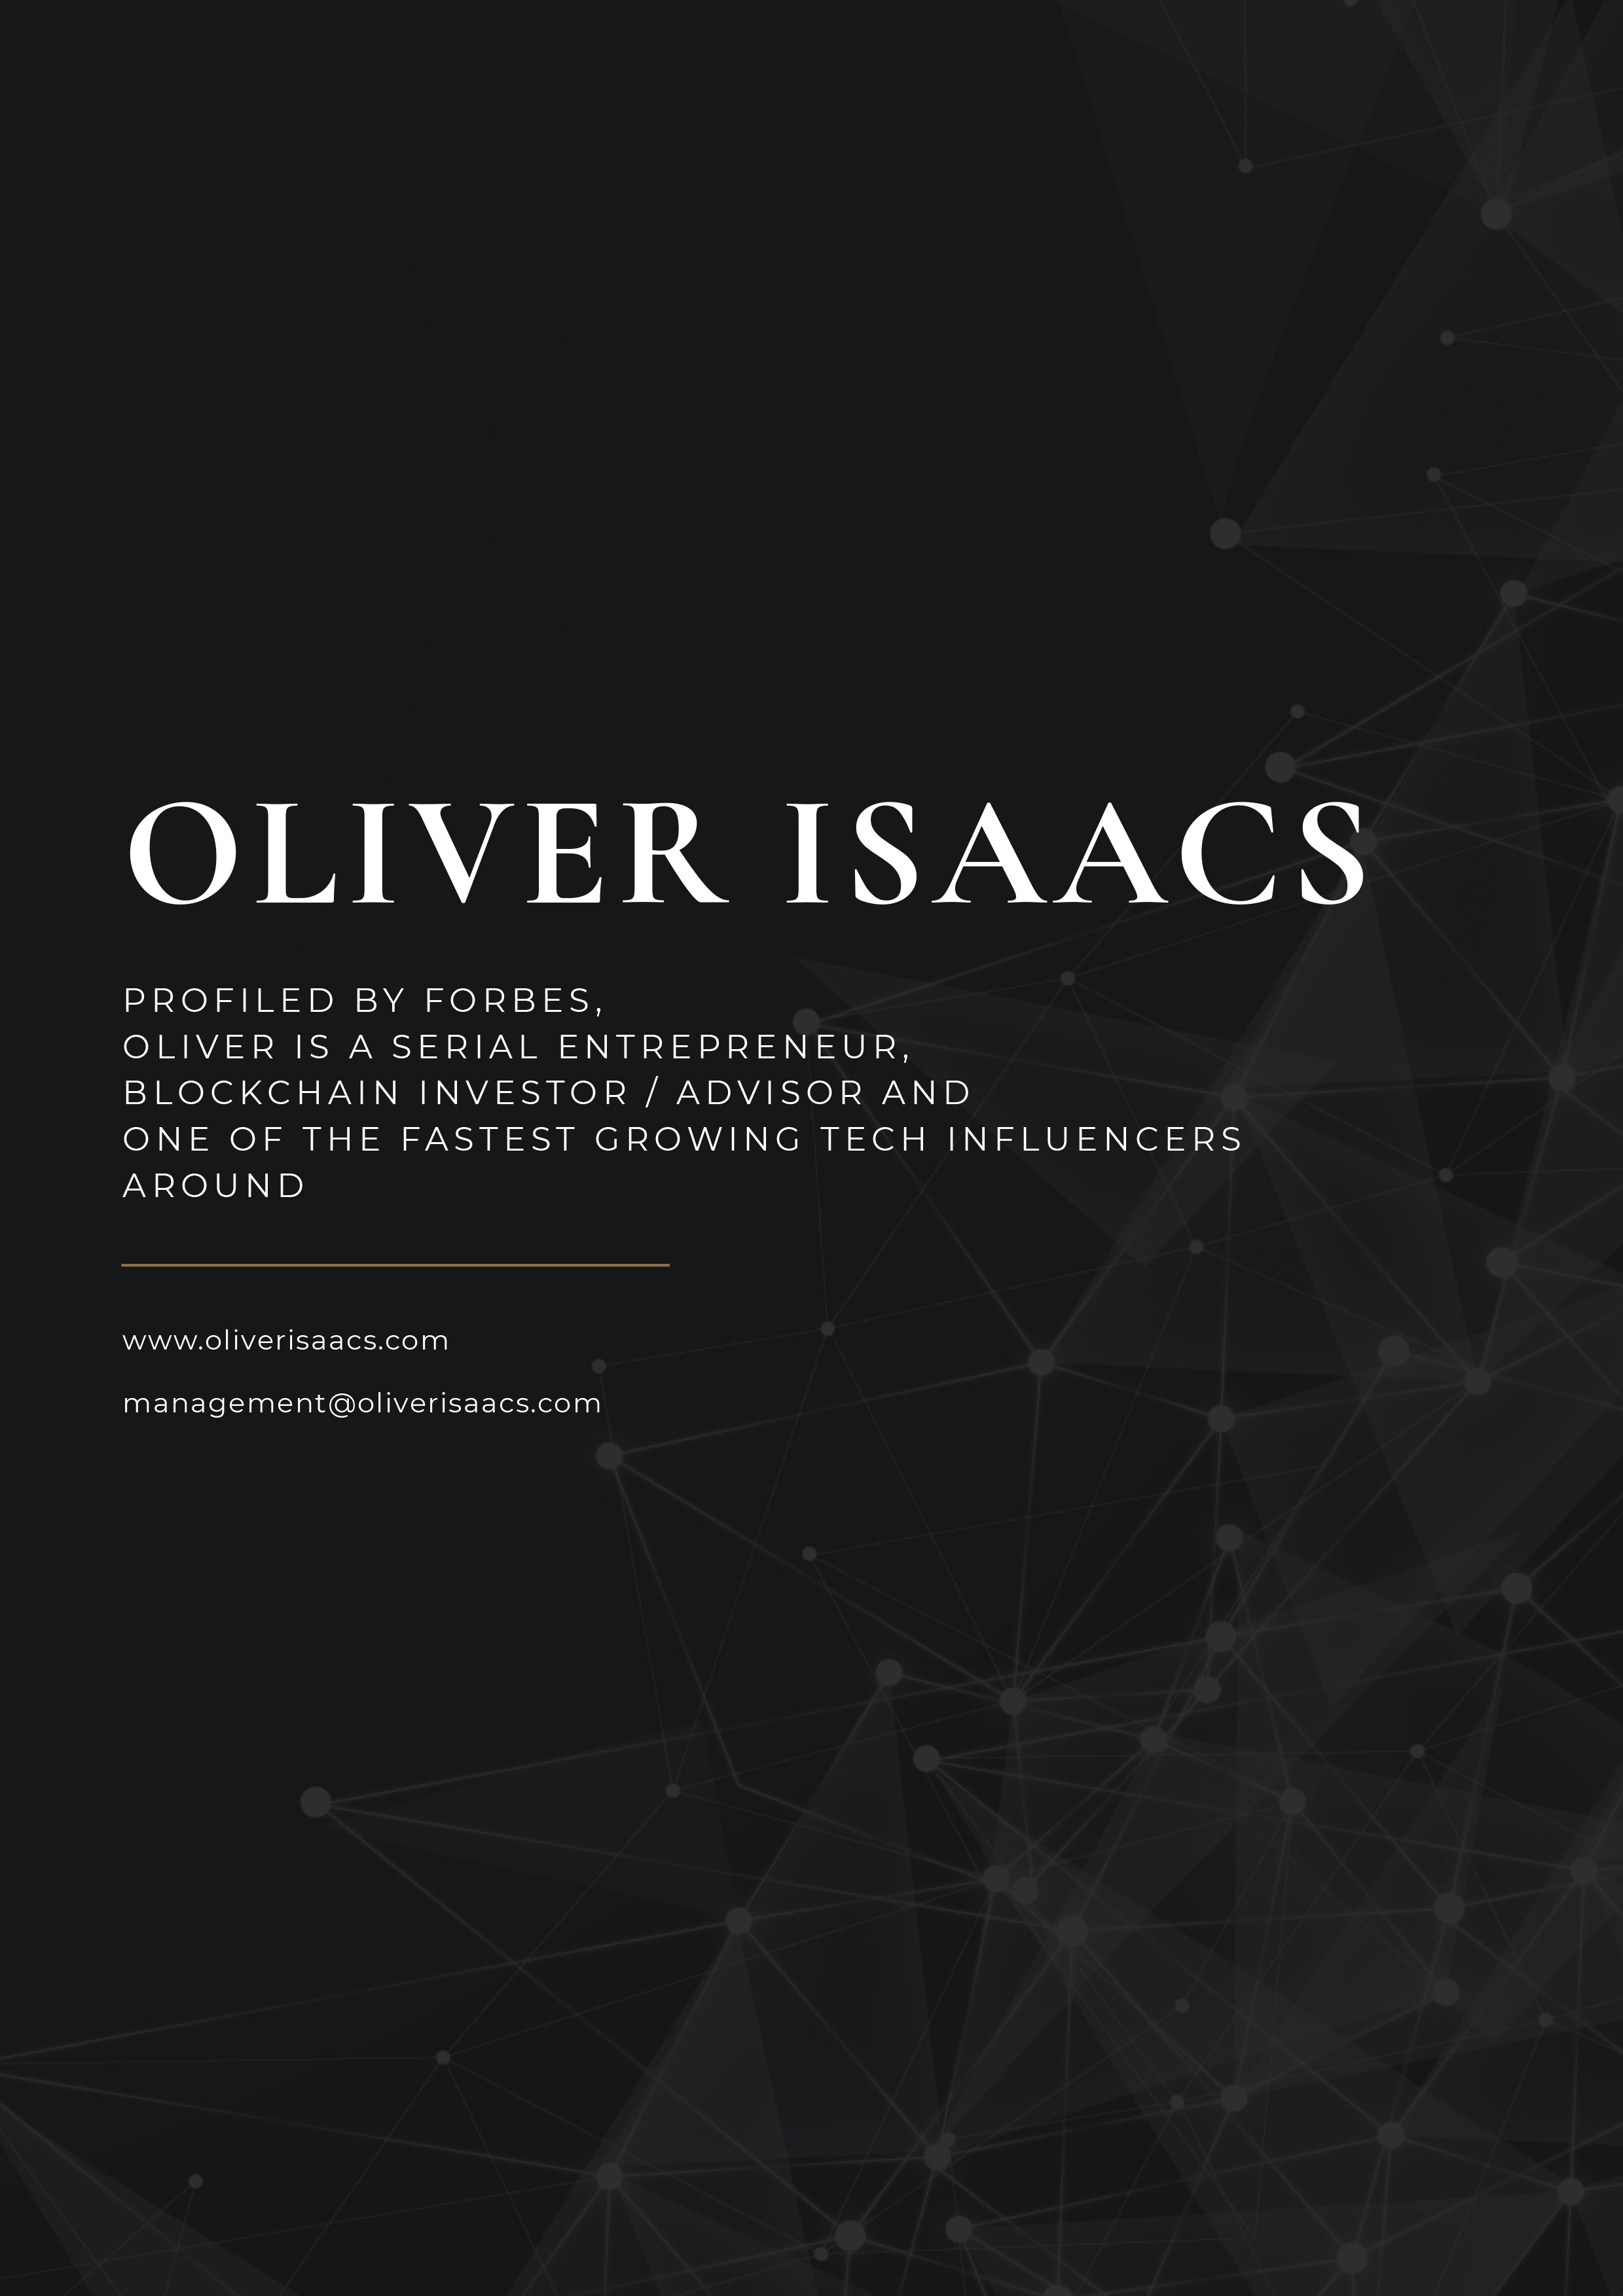 OLIVER ISAACS
PROFILED BY FORBES,
OLIVER IS A SERIAL ENTREPRENEUR,
BLOCKCHAIN INVESTOR / ADVISOR AND
ONE OF THE FASTEST GROWING TECH INFLUENCERS
AROUND
www.oliverisaacs.com
management@oliverisaacs.com